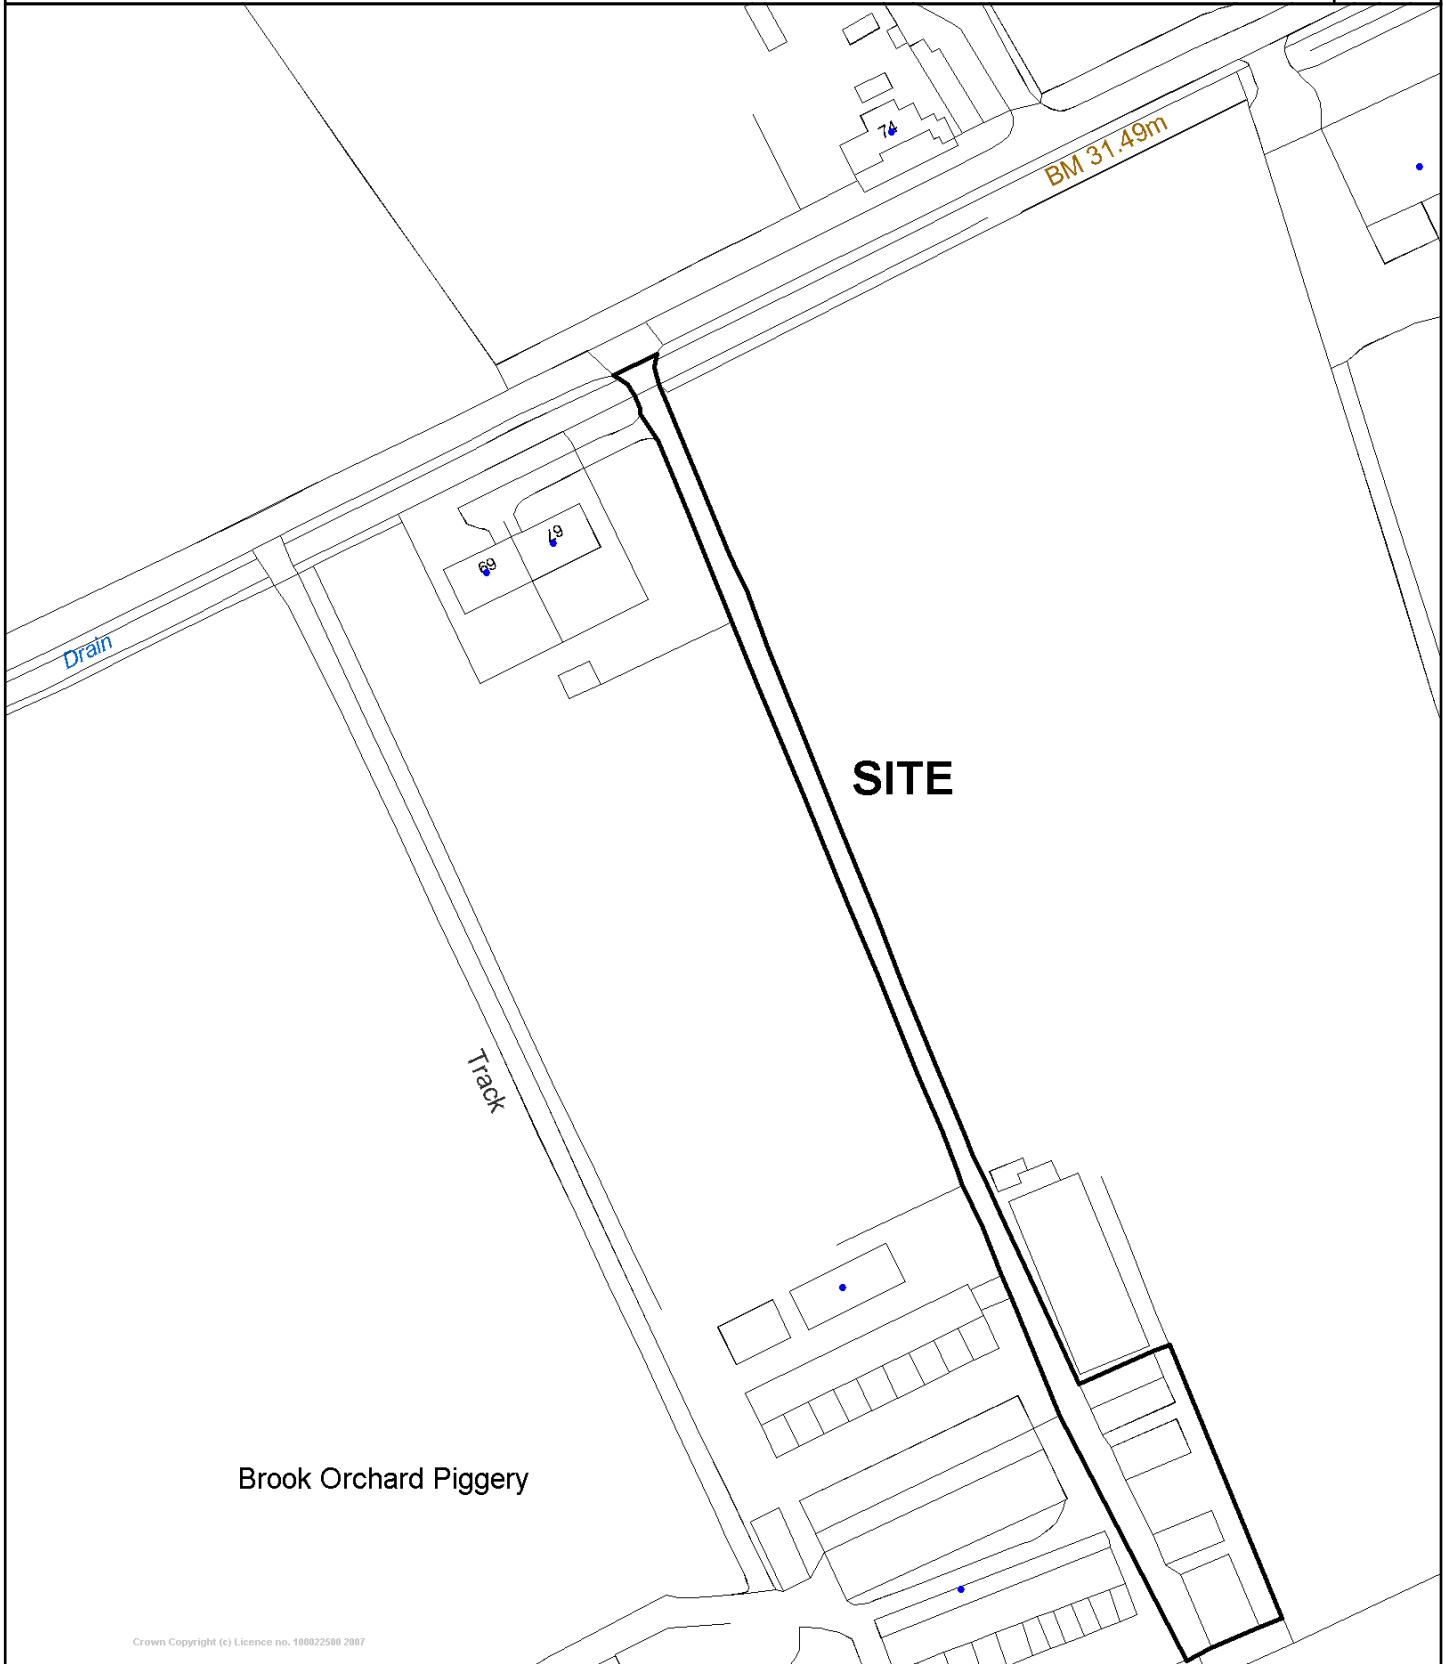 74
BM 31.49m
67
69
Drain
SITE
Track
Brook Orchard Piggery
Crown Copyright (c) Licence no. 100022500 2007